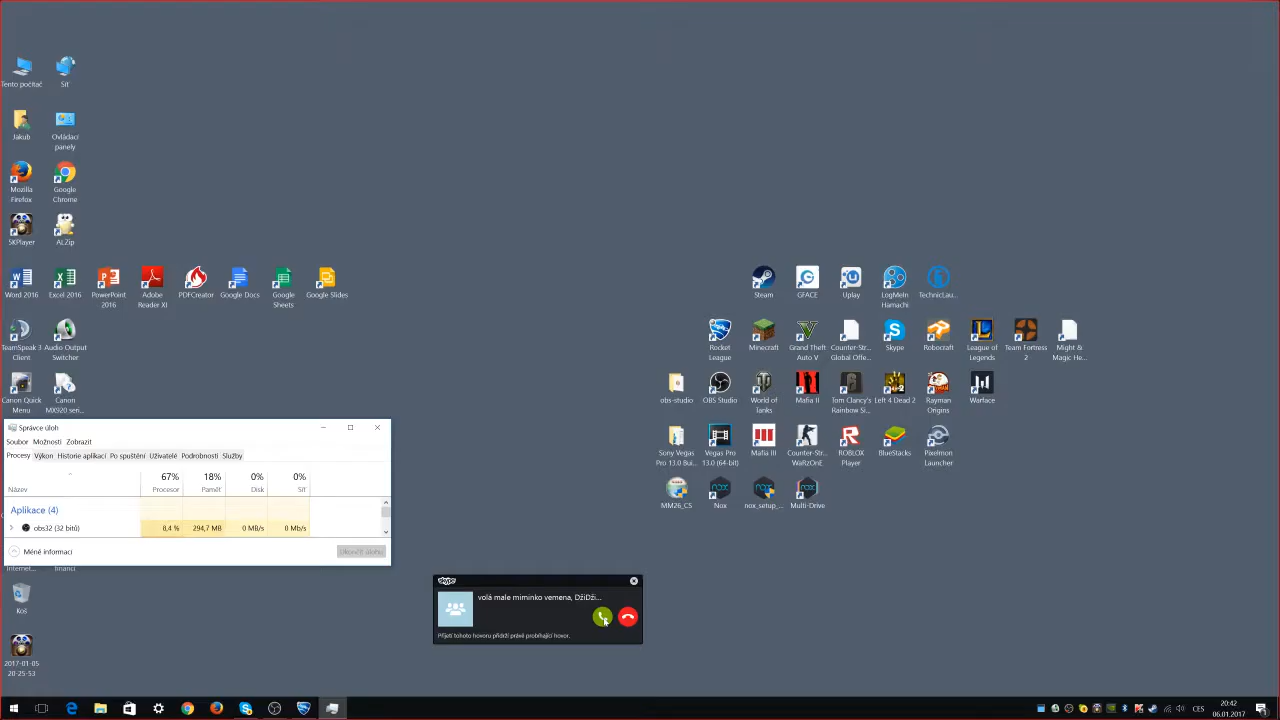 Tento počítač
Síť
Jakub
Ovládací
panely
Mozilla
Firefox
Google
Chrome
SKPlayer
ALZip
Word 2016
Excel 2016
PowerPoint
2016
Adobe
Reader XI
PDFCreator
Google Docs
Google
Sheets
Google Slides
TeamSpeak 3
Client
Audio Output
Switcher
Canon Quick
Menu
Canon
MX920 seri...
Steam
GFACE
Uplay
LogMeIn
Hamachi
TechnicLau...
Rocket
League
Minecraft
Grand Theft
Auto V
Counter-Str...
Global Offe...
Skype
Robocraft
League of
Legends
Team Fortress
2
Might &
Magic He...
obs-studio
OBS Studio
World of
Tanks
Mafia II
Tom Clancy's
Rainbow Si...
Left 4 Dead 2
Rayman
Origins
Warface
Sony Vegas
Pro 13.0 Bui...
Vegas Pro
13.0 (64-bit)
Mafia III
Counter-Str...
WaRzOnE
ROBLOX
Player
BlueStacks
Pixelmon
Launcher
MM26_CS
Nox
nox_setup_...
Multi-Drive
Správce úloh
Soubor Možnosti Zobrazit
Procesy Výkon Historie aplikací Po spuštění Uživatelé Podrobnosti Služby
67% 18% 0% 0%
Název Procesor Paměť Disk Síť
Aplikace (4)
obs32 (32 bitů) 8,4 % 294,7 MB 0 MB/s 0 Mb/s
Méně informací
Ukončit úlohu
Internet...
financí
Koš
2017-01-05
20-25-53
skype
volá male miminko vemena, DžiDži...
Přijetí tohoto hovoru přidrží právě probíhající hovor.
CES
20:42
06.01.2017